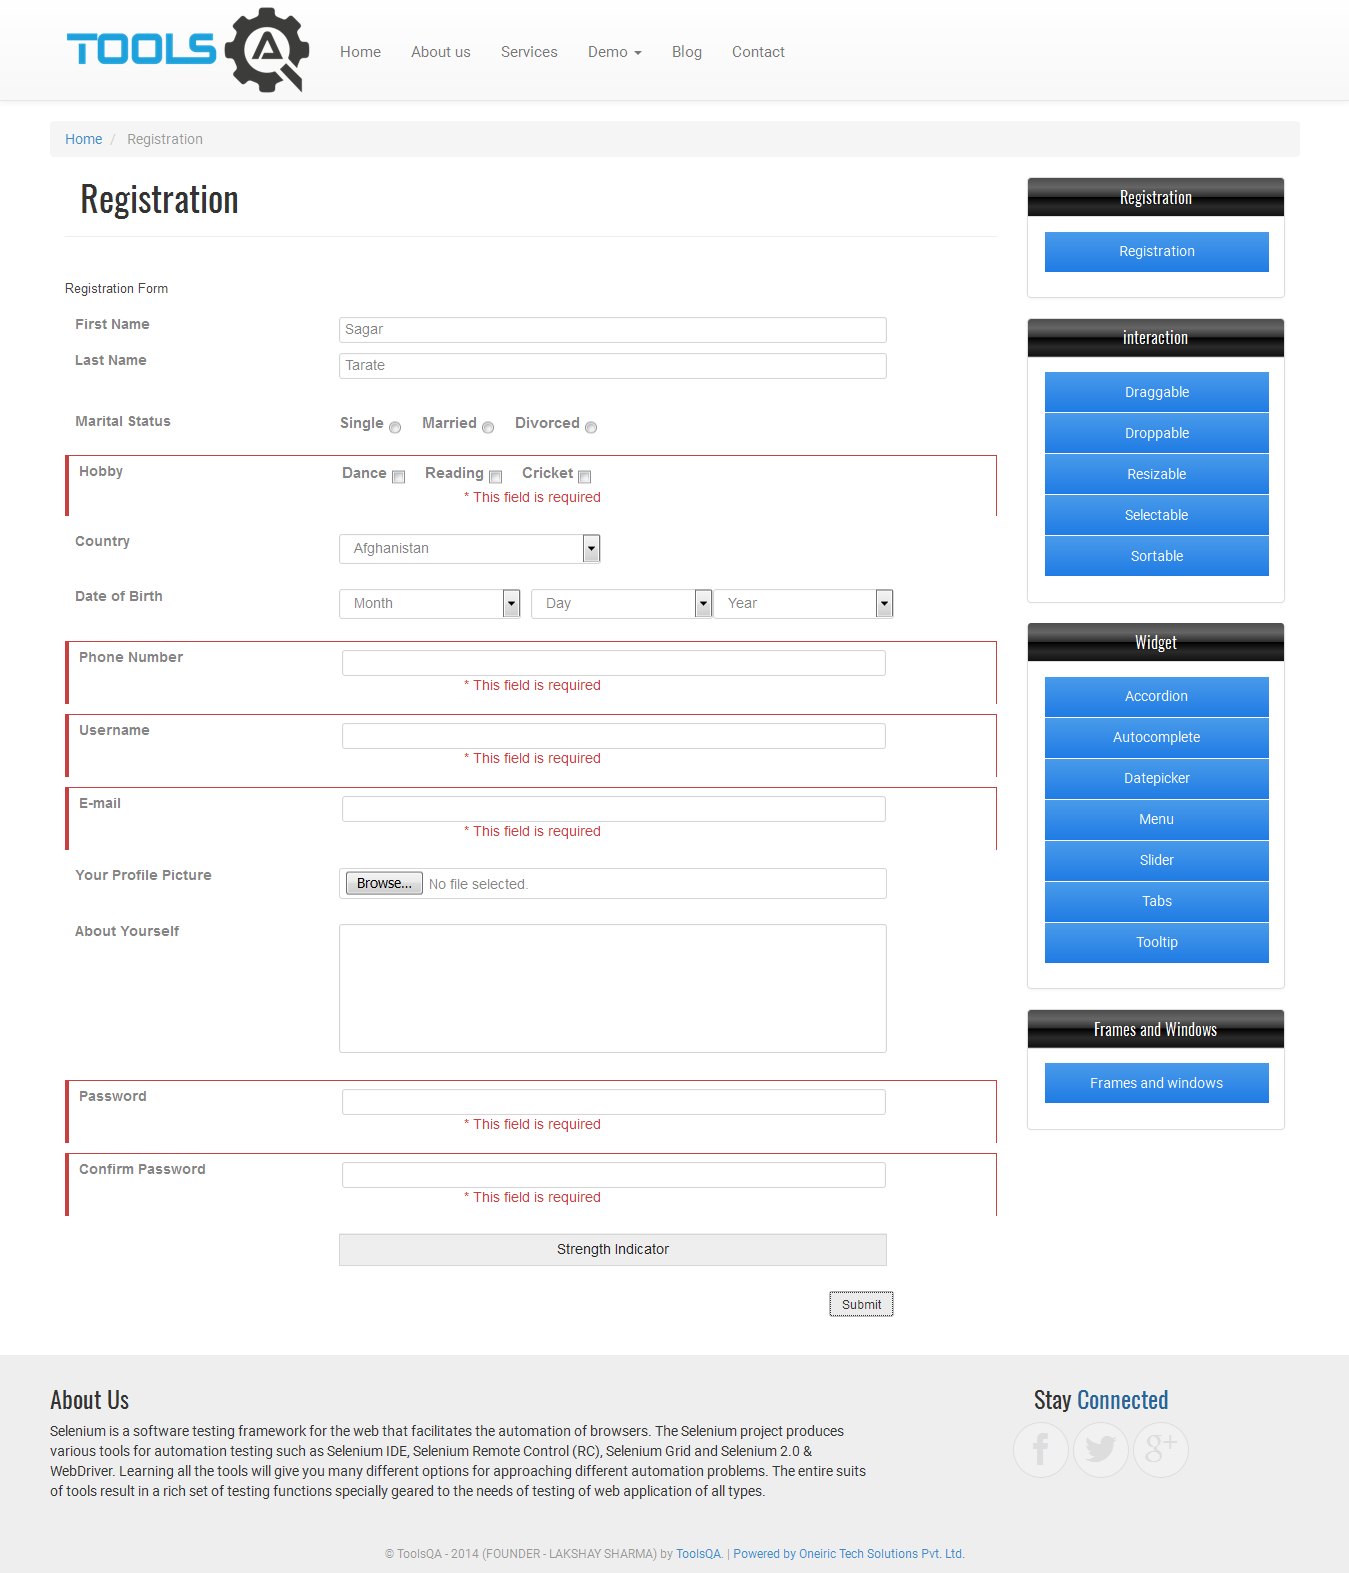 TOOLS QA
Home About us Services Demo Blog Contact
Home / Registration
Registration
Registration Form
First Name Sagar
Last Name Tarate
Marital Status Single Married Divorced
Hobby Dance Reading Cricket
* This field is required
Country Afghanistan
Date of Birth Month Day Year
Phone Number
* This field is required
Username
* This field is required
E-mail
* This field is required
Your Profile Picture Browse... No file selected.
About Yourself
Password
* This field is required
Confirm Password
* This field is required
Strength Indicator
Submit
Registration
Registration
interaction
Draggable
Droppable
Resizable
Selectable
Sortable
Widget
Accordion
Autocomplete
Datepicker
Menu
Slider
Tabs
Tooltip
Frames and Windows
Frames and windows
About Us
Selenium is a software testing framework for the web that facilitates the automation of browsers. The Selenium project produces
various tools for automation testing such as Selenium IDE, Selenium Remote Control (RC), Selenium Grid and Selenium 2.0 &
WebDriver. Learning all the tools will give you many different options for approaching different automation problems. The entire suits
of tools result in a rich set of testing functions specially geared to the needs of testing of web application of all types.
Stay Connected
f g+
© ToolsQA - 2014 (FOUNDER - LAKSHAY SHARMA) by ToolsQA. | Powered by Oneiric Tech Solutions Pvt. Ltd.